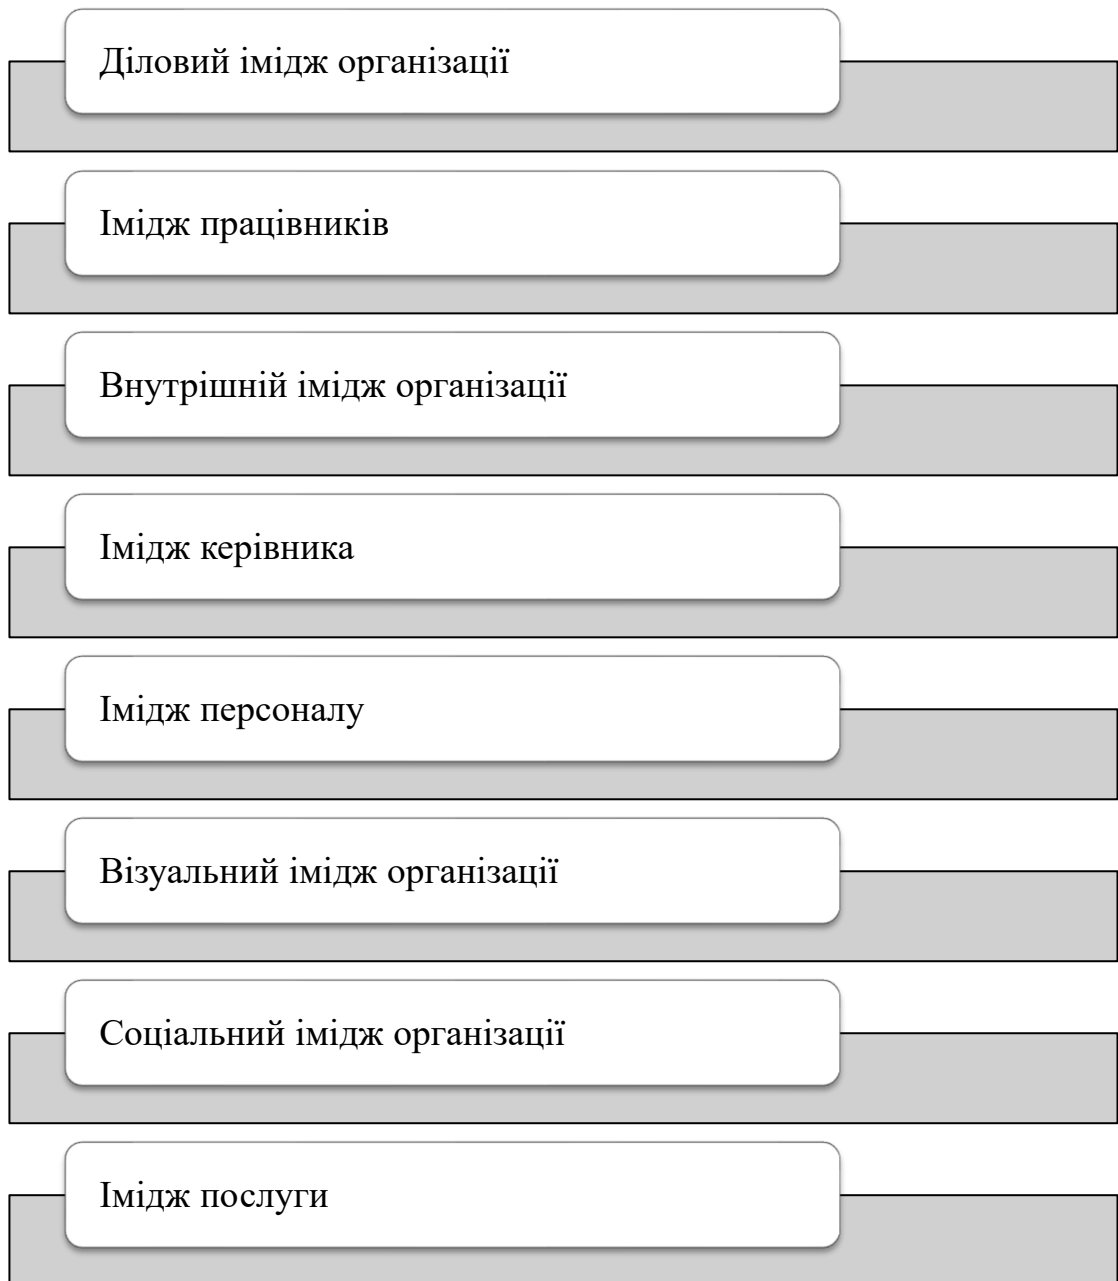 Діловий імідж організації
Імідж працівників
Внутрішній імідж організації
Імідж керівника
Імідж персоналу
Візуальний імідж організації
Соціальний імідж організації
Імідж послуги